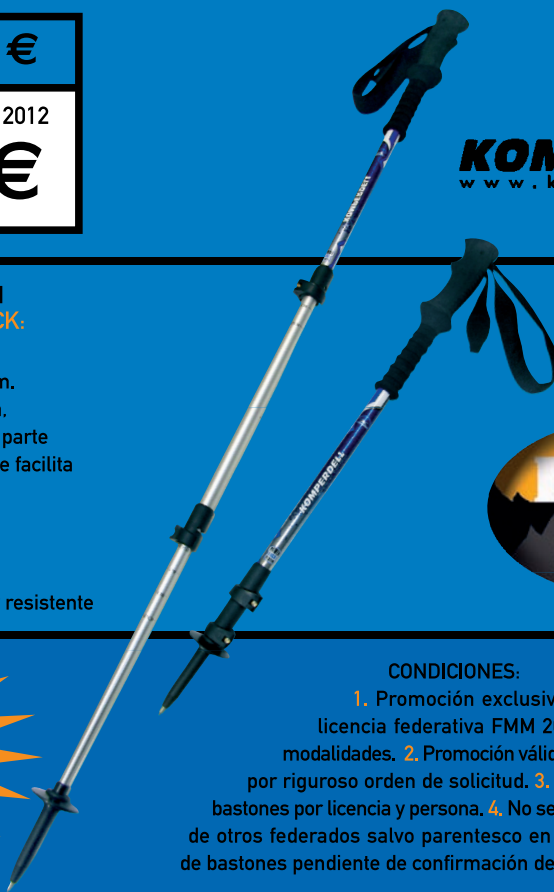 €
2012
€
KOM
www.k
CK:
m.
parte
e facilita
resistente
KOMPERDELL
KOMPERDELL
CONDICIONES:
1. Promoción exclusiv
licencia federativa FMM 2
modalidades. 2. Promoción válid
por riguroso orden de solicitud. 3.
bastones por licencia y persona. 4. No se
de otros federados salvo parentesco en
de bastones pendiente de confirmación de